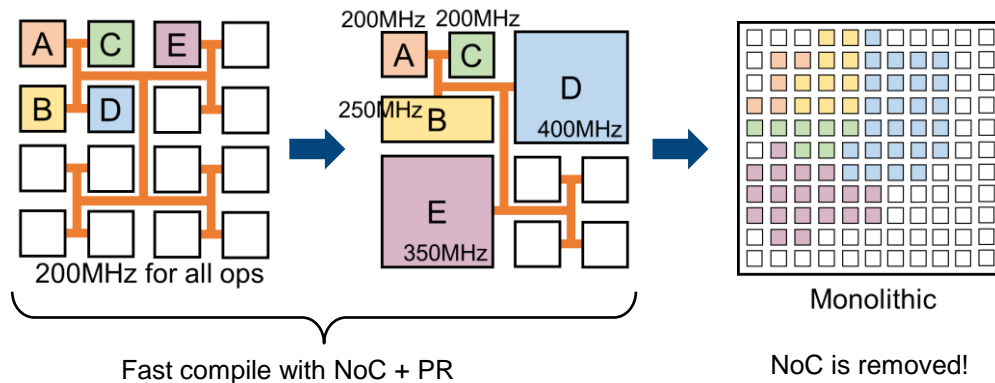 A C E
B D
200MHz for all ops
200MHz 200MHz
A C
D
250MHz
B
400MHz
E
350MHz
Monolithic
Fast compile with NoC + PR
NoC is removed!